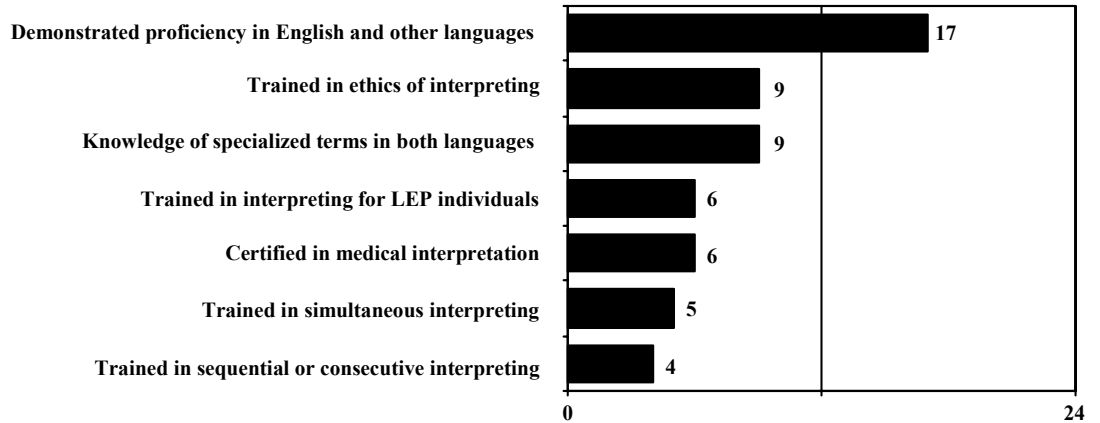 Demonstrated proficiency in English and other languages 17
Trained in ethics of interpreting 9
Knowledge of specialized terms in both languages 9
Trained in interpreting for LEP individuals 6
Certified in medical interpretation 6
Trained in simultaneous interpreting 5
Trained in sequential or consecutive interpreting 4
0 24